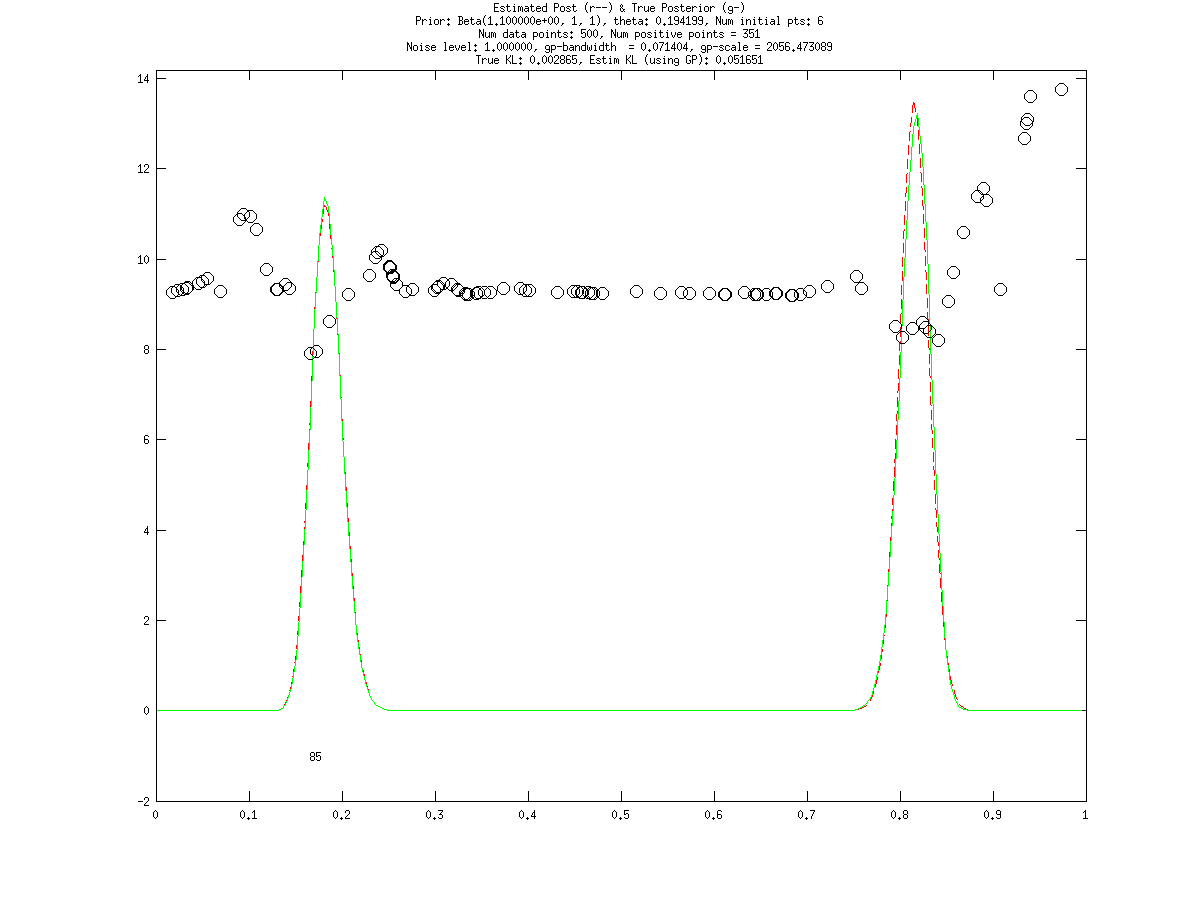 Estimated Post (r--) & True Posterior (g-)
Prior: Beta(1.100000e+00, 1, 1), theta: 0.194199, Num initial pts: 6
Num data points: 500, Num positive points = 351
Noise level: 1.000000, gp-bandwidth  = 0.071404, gp-scale = 2056.473089
True KL: 0.002865, Estim KL (using GP): 0.051651
14
12
10
8
6
4
2
0
85
-2
0 0.1 0.2 0.3 0.4 0.5 0.6 0.7 0.8 0.9 1